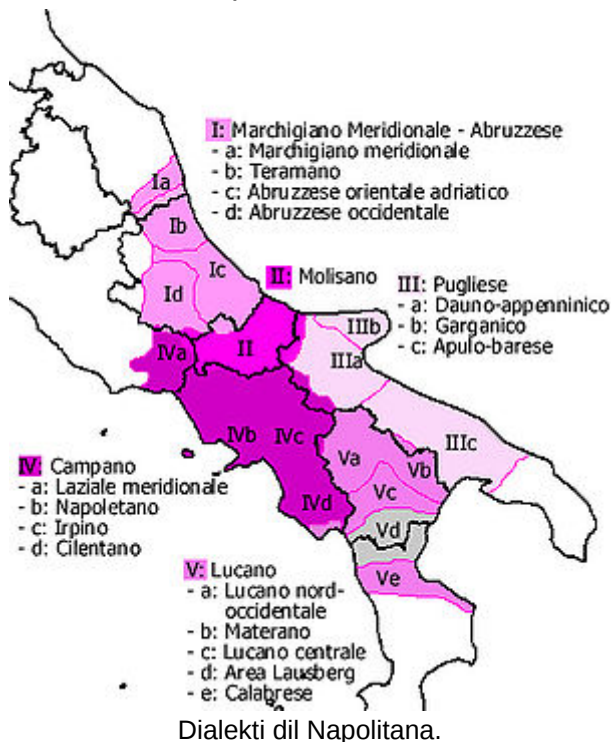 I: Marchigiano Meridionale - Abruzzese
- a: Marchigiano meridionale
- b: Teramano
- c: Abruzzese orientale adriatico
- d: Abruzzese occidentale
Ia
Ib
Ic
Id
II: Molisano
III: Pugliese
- a: Dauno-appenninico
- b: Garganico
- c: Apulo-barese
IIIb
IVa
II
IIIa
IVb
IVc
IIIc
Va
Vb
IV: Campano
- a: Laziale meridionale
- b: Napoletano
- c: Irpino
- d: Cilentano
Vc
IVd
Vd
V: Lucano
- a: Lucano nord-
occidentale
- b: Materano
- c: Lucano centrale
- d: Area Lausberg
- e: Calabrese
Ve
Dialekti dil Napolitana.